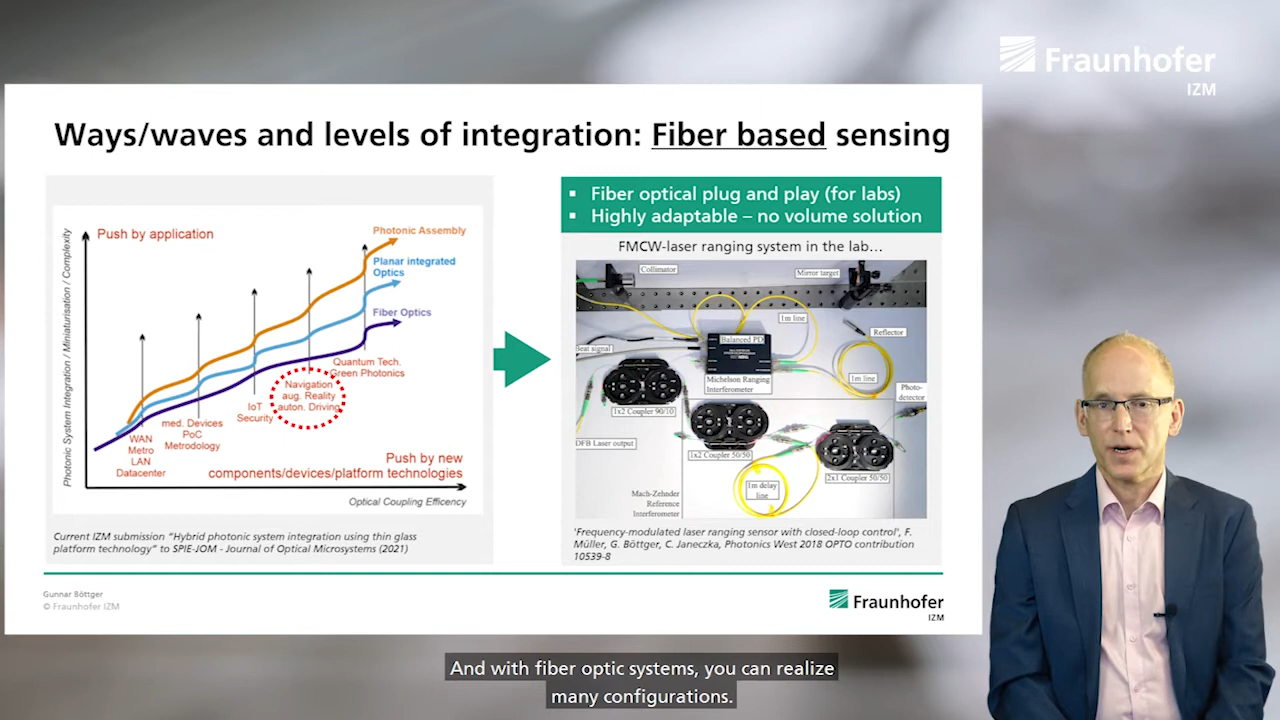 Fraunhofer
IZM
Ways/waves and levels of integration: Fiber based sensing
Photonic System Integration / Miniaturisation / Complexity
Push by application
Photonic Assembly
Planar integrated
Optics
Fiber Optics
Quantum Tech.
Green Photonics
Navigation
aug. Reality
auton. Driving
IoT
Security
med. Devices
PoC
Metrodology
WAN
Metro
LAN
Datacenter
Push by new
components/devices/platform technologies
Optical Coupling Efficency
Current IZM submission "Hybrid photonic system integration using thin glass
platform technology" to SPIE-JOM - Journal of Optical Microsystems (2021)
▪ Fiber optical plug and play (for labs)
▪ Highly adaptable – no volume solution
FMCW-laser ranging system in the lab…
Collimator
Mirror target
1m line
Reflector
Balanced PD
Beat signal
Michelson Ranging
Interferometer
1m line
Photo-
detector
1x2 Coupler 90/10
DFB Laser output
1x2 Coupler 50/50
2x1 Coupler 50/50
1m delay
line
Mach-Zehnder
Reference
Interferometer
'Frequency-modulated laser ranging sensor with closed-loop control', F.
Müller, G. Böttger, C. Janeczka, Photonics West 2018 OPTO contribution
10539-8
Gunnar Böttger
© Fraunhofer IZM
Fraunhofer
IZM
And with fiber optic systems, you can realize
many configurations.